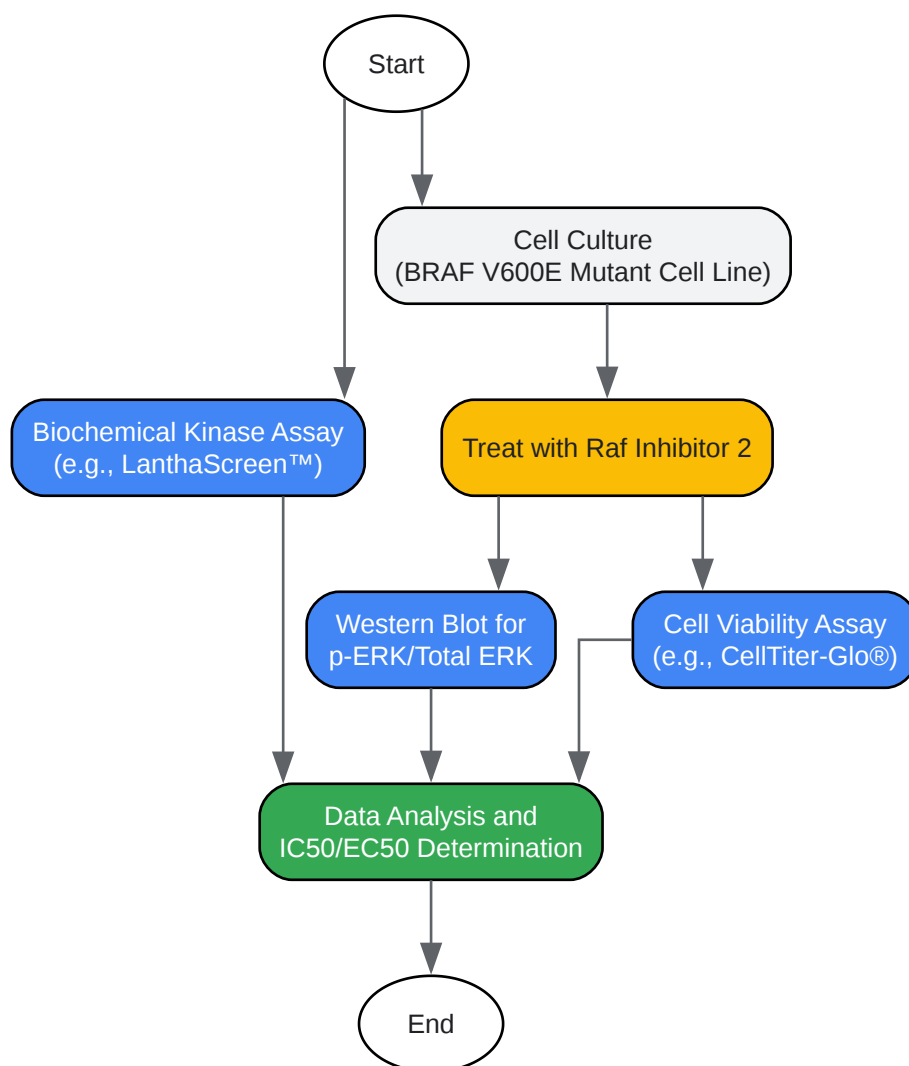 Start
Cell Culture
(BRAF V600E Mutant Cell Line)
Biochemical Kinase Assay
(e.g., LanthaScreen™)
Treat with Raf Inhibitor 2
Western Blot for
p-ERK/Total ERK
Cell Viability Assay
(e.g., CellTiter-Glo®)
Data Analysis and
IC50/EC50 Determination
End